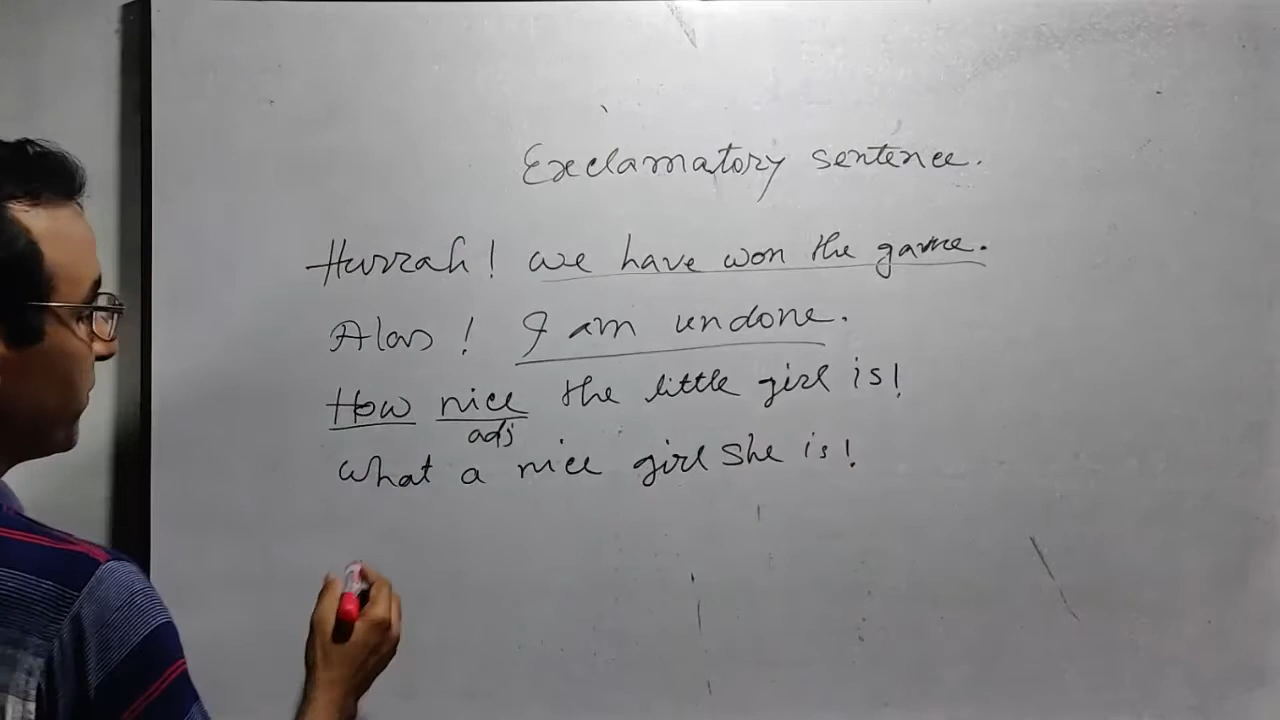 Exclamatory sentence.
Hurrah! we have won the game.
Alas! I am undone.
How nice the little girl is!
adj
What a nice girl she is!